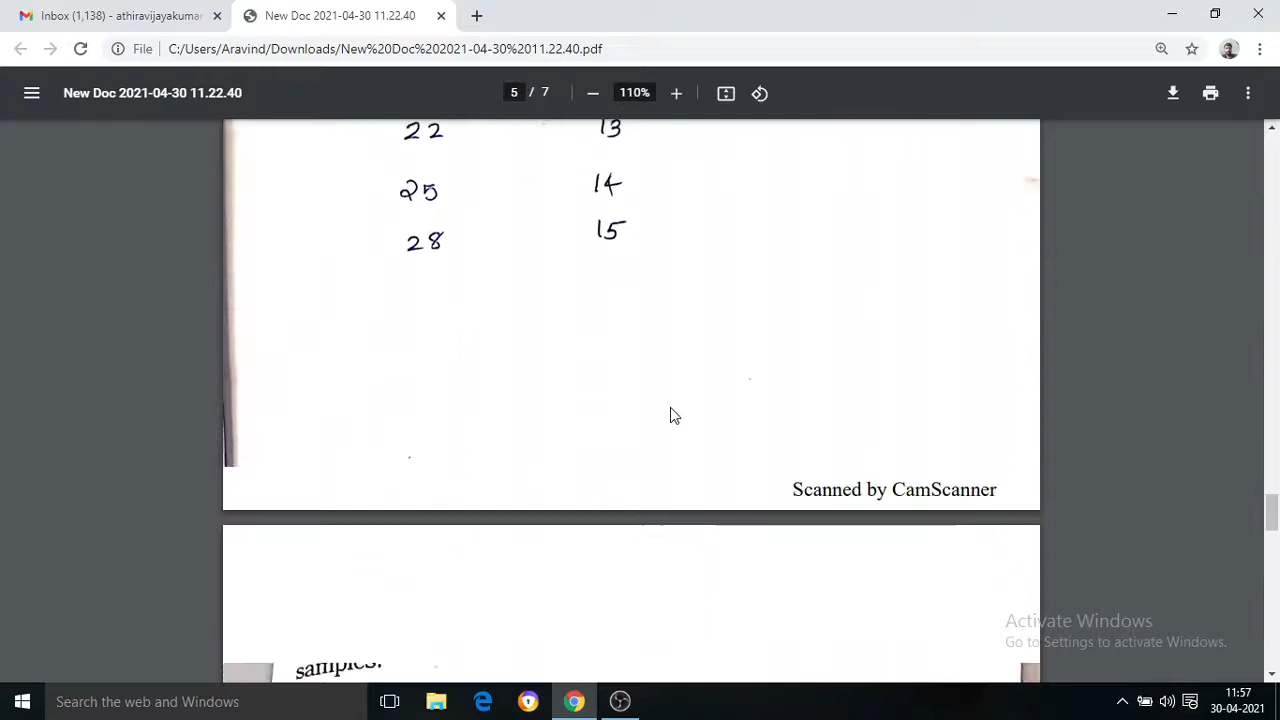 Inbox (1,138) - athiravijayakumar
New Doc 2021-04-30 11.22.40
File
C:/Users/Aravind/Downloads/New%20Doc%202021-04-30%2011.22.40.pdf
New Doc 2021-04-30 11.22.40
5 / 7
110%
22 13
25 14
28 15
Scanned by CamScanner
samples.
Activate Windows
Go to Settings to activate Windows.
Search the web and Windows
11:57
30-04-2021